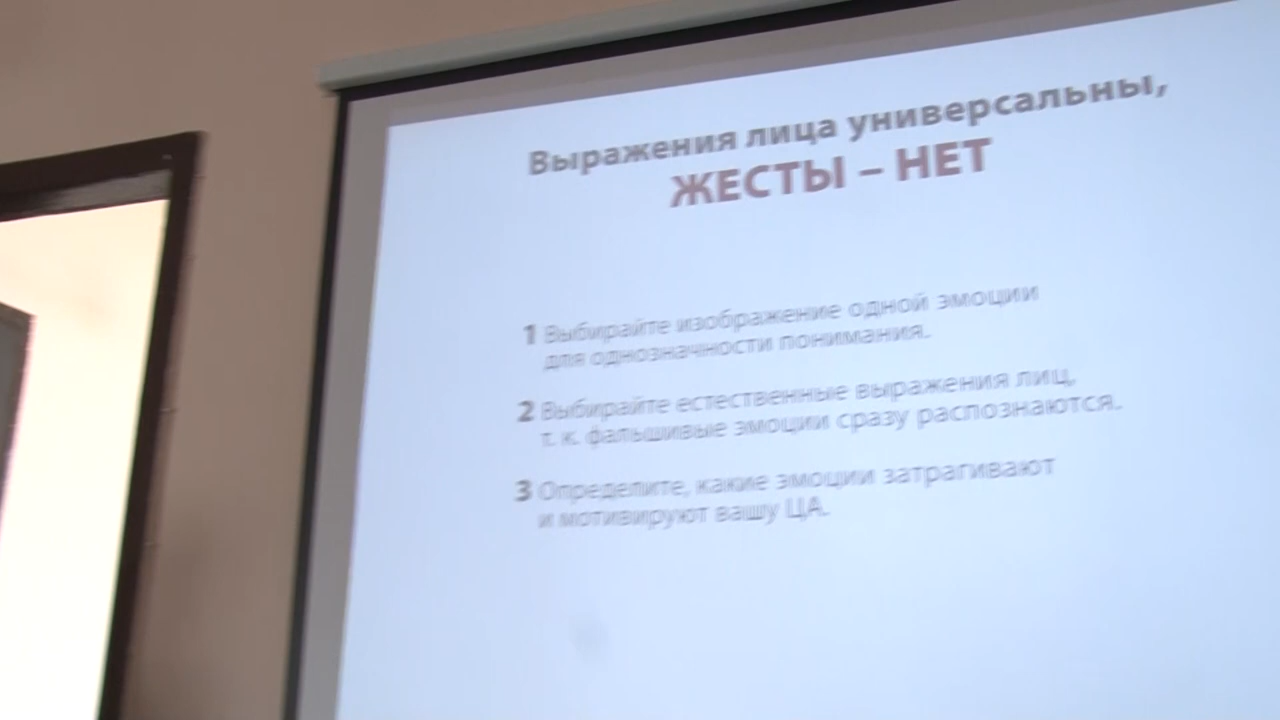 Выражения лица универсальны,
ЖЕСТЫ – НЕТ
1 Выбирайте изображение одной эмоции
для однозначности понимания.
2 Выбирайте естественные выражения лиц,
т. к. фальшивые эмоции сразу распознаются.
3 Определите, какие эмоции затрагивают
и мотивируют вашу ЦА.